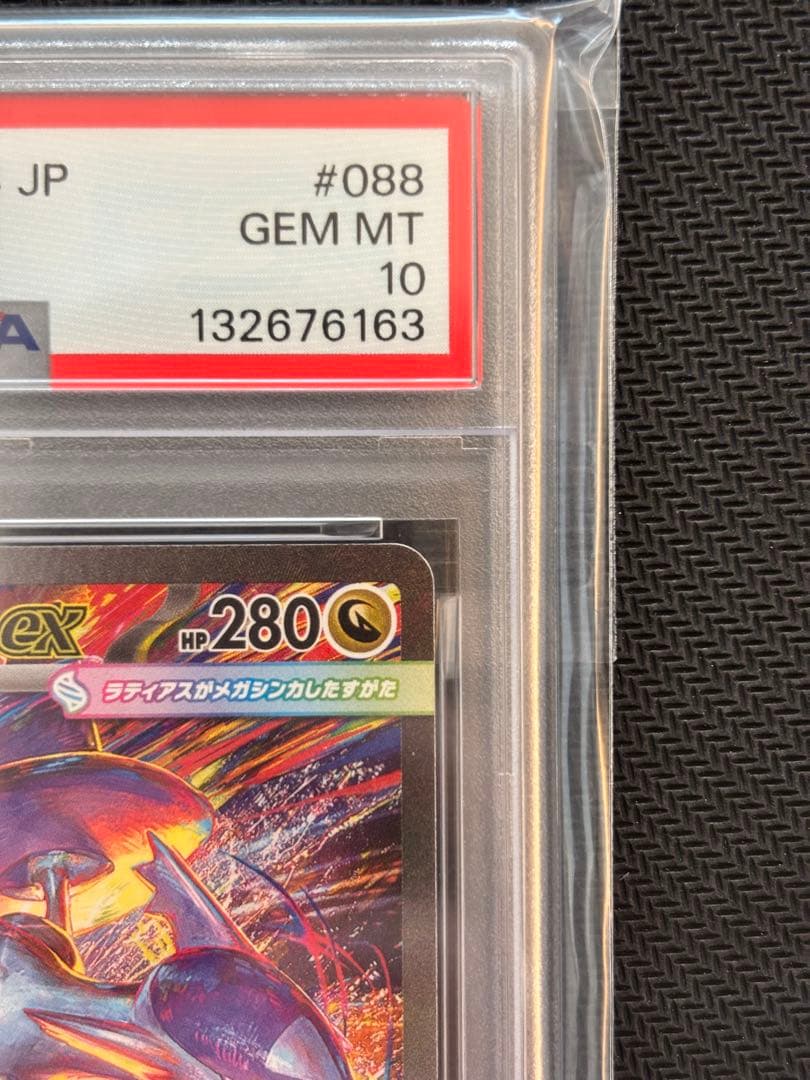 JP #088
GEM MT
10
A 132676163
ex HP280
ラティアスがメガシンカしたすがた